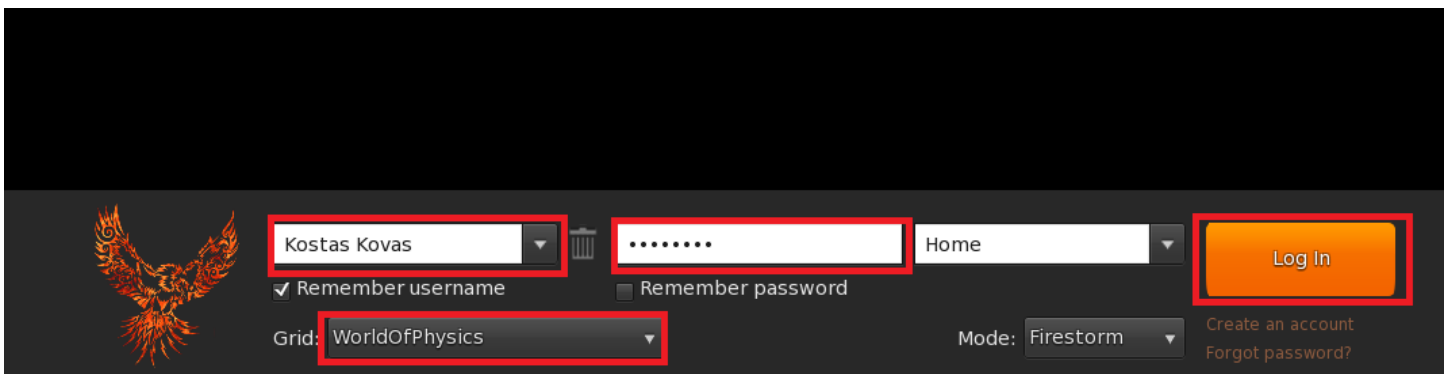 Kostas Kovas
•••••••• Home
Log In
Remember username
Remember password
Grid: WorldOfPhysics
Mode: Firestorm
Create an account
Forgot password?